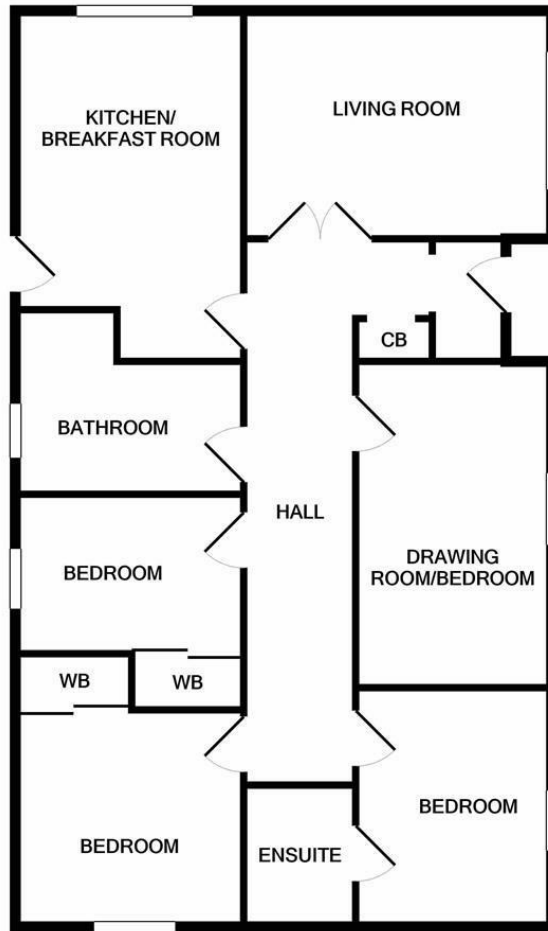 KITCHEN/
BREAKFAST ROOM
LIVING ROOM
CB
BATHROOM
HALL
DRAWING
ROOM/BEDROOM
BEDROOM
WB
WB
BEDROOM
ENSUITE
BEDROOM